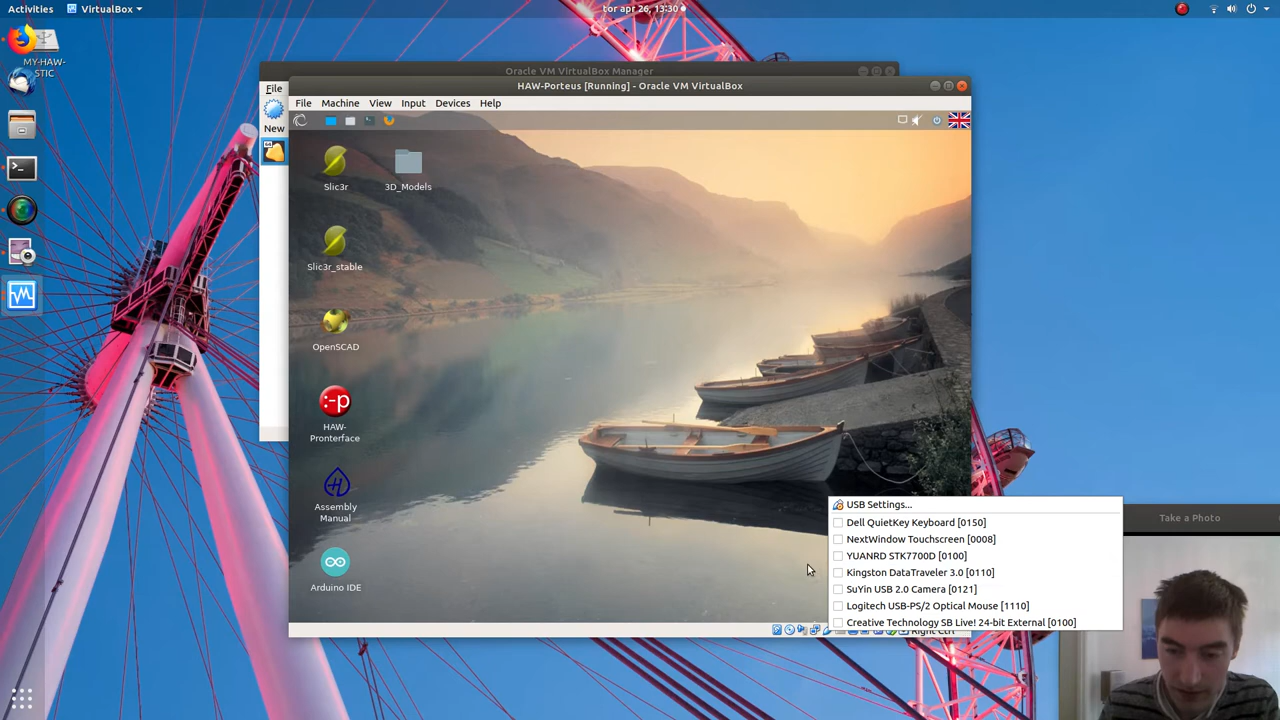 Activities
VirtualBox
tor apr 26, 13:30
MY-HAW-
STIC
Oracle VM VirtualBox Manager
File
New
64
HAW-Porteus [Running] - Oracle VM VirtualBox
File Machine View Input Devices Help
Slic3r
3D_Models
Slic3r_stable
OpenSCAD
:-p
HAW-
Pronterface
Assembly
Manual
Arduino IDE
USB Settings...
Dell QuietKey Keyboard [0150]
NextWindow Touchscreen [0008]
YUANRD STK7700D [0100]
Kingston DataTraveler 3.0 [0110]
SuYin USB 2.0 Camera [0121]
Logitech USB-PS/2 Optical Mouse [1110]
Creative Technology SB Live! 24-bit External [0100]
Right Ctrl
Take a Photo